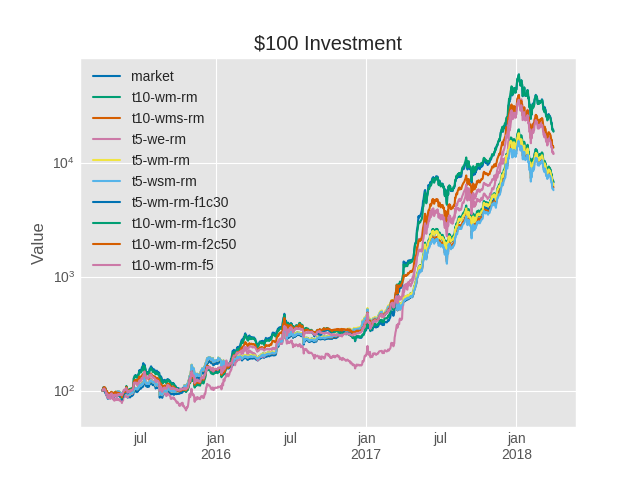 $100 Investment
market
t10-wm-rm
t10-wms-rm
t5-we-rm
t5-wm-rm
t5-wsm-rm
t5-wm-rm-f1c30
t10-wm-rm-f1c30
t10-wm-rm-f2c50
t10-wm-rm-f5
Value
10⁴
10³
10²
jul
jan
2016
jul
jan
2017
jul
jan
2018